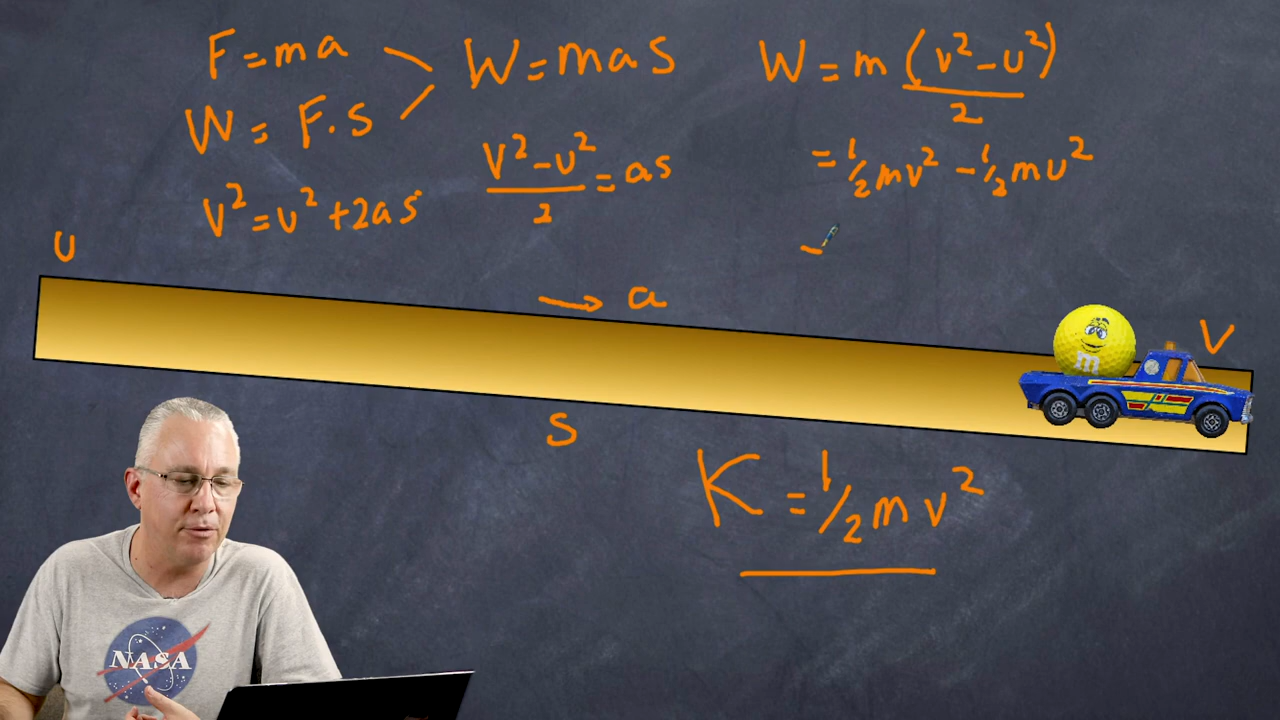 F=ma
W=F.s
V²=u²+2as
W=mas
V²-u²/2=as
W=m(v²-u²)/2
=½mv²-½mu²
U
→ a
V
m
S
K=½mv²
NASA